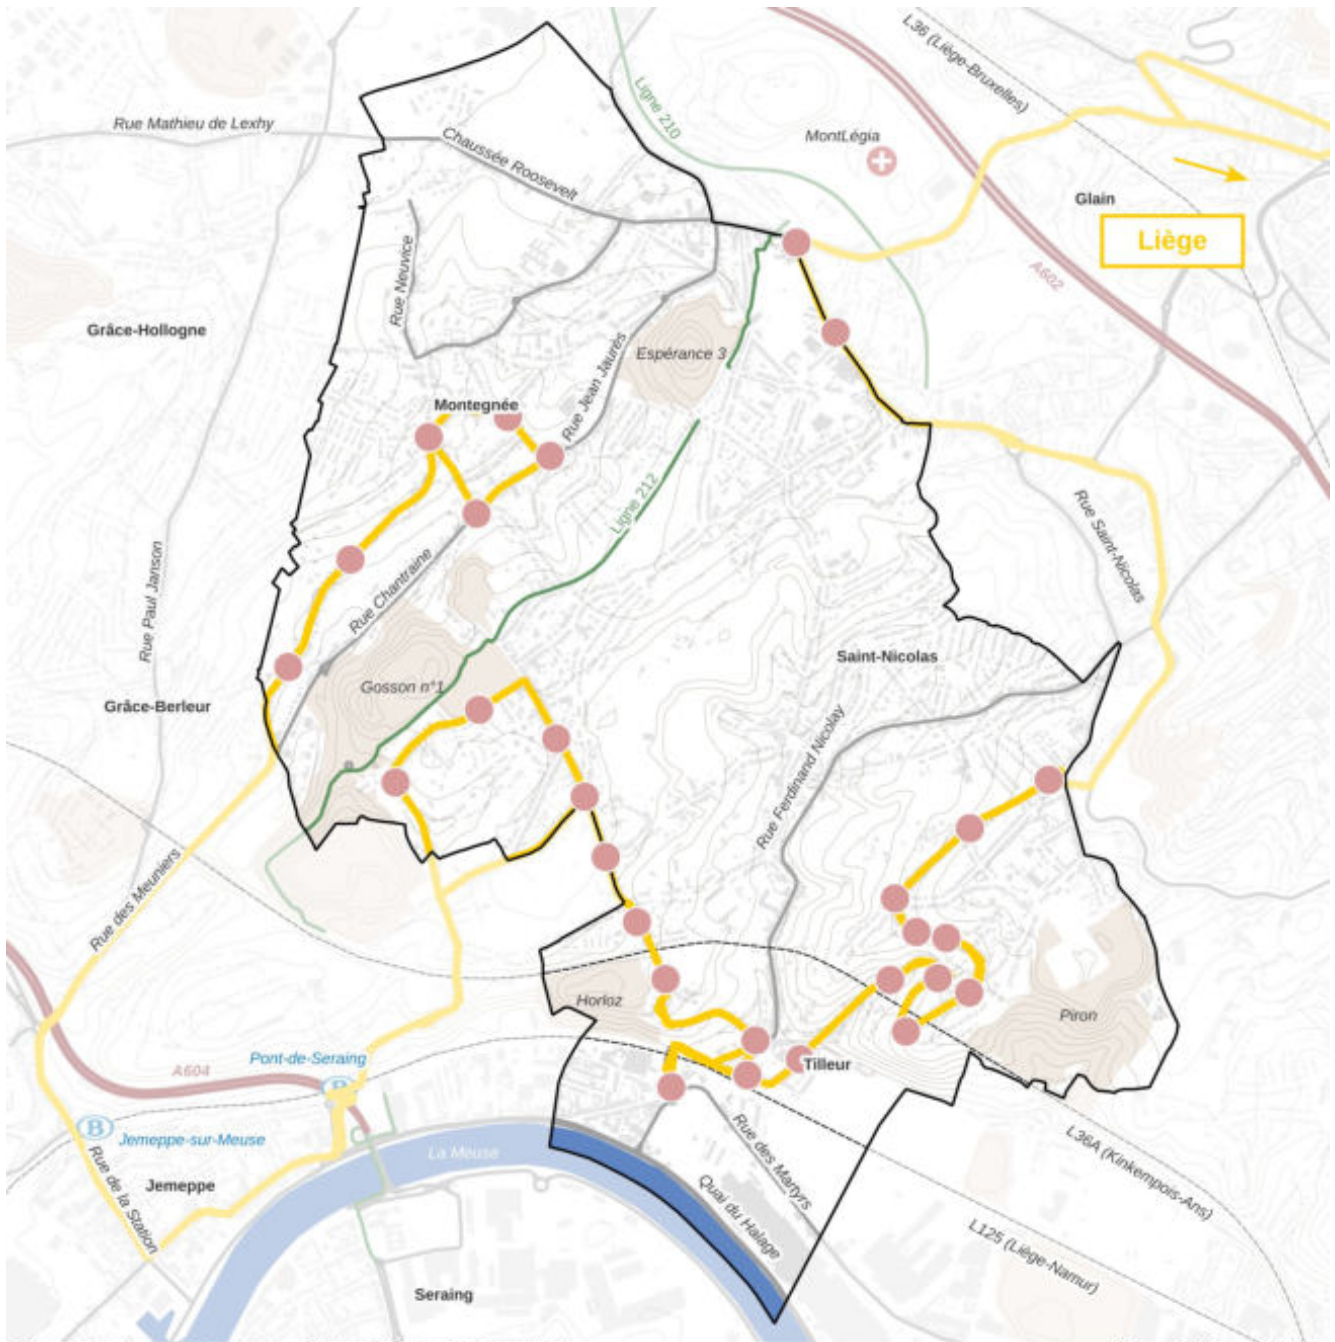 L36 (Liège-Bruxelles)
Ligne 210
Rue Mathieu de Lexhy
Chaussée Roosevelt
MontLégia
Glain
Liège
A602
Rue Neuvice
Grâce-Hollogne
Espérance 3
Rue Jean Jaurès
Montegnée
Ligne 212
Rue Saint-Nicolas
Rue Paul Janson
Rue Chantraine
Saint-Nicolas
Gosson n°1
Grâce-Berleur
Rue Ferdinand Nicolay
Rue des Meuniers
Horloz
Piron
Pont-de-Seraing
A604
B
Tilleur
B
Jemeppe-sur-Meuse
La Meuse
Rue des Martyrs
L36A (Kinkempois-Ans)
Rue de la Station
Jemeppe
Quai du Halage
L125 (Liège-Namur)
Seraing